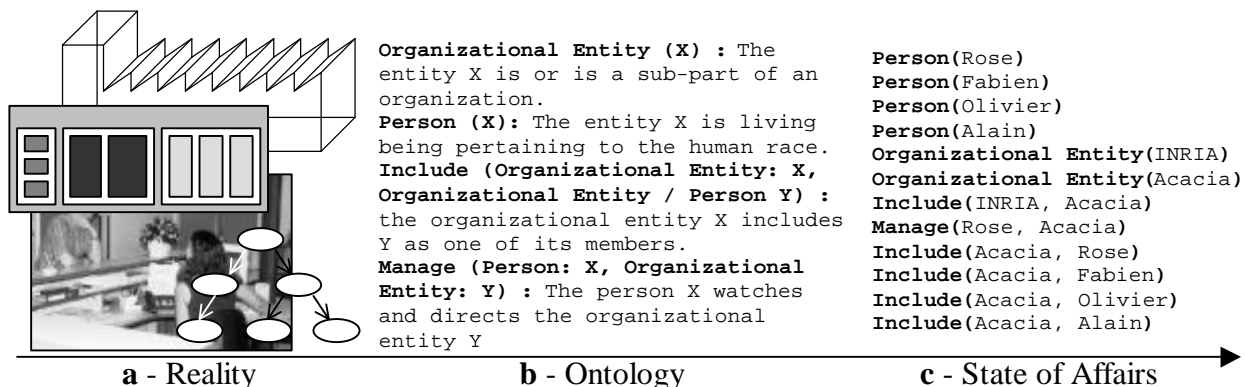 Organizational Entity (X) : The
entity X is or is a sub-part of an
organization.
Person (X): The entity X is living
being pertaining to the human race.
Include (Organizational Entity: X,
Organizational Entity / Person Y) :
the organizational entity X includes
Y as one of its members.
Manage (Person: X, Organizational
Entity: Y) : The person X watches
and directs the organizational
entity Y
Person(Rose)
Person(Fabien)
Person(Olivier)
Person(Alain)
Organizational Entity(INRIA)
Organizational Entity(Acacia)
Include(INRIA, Acacia)
Manage(Rose, Acacia)
Include(Acacia, Rose)
Include(Acacia, Fabien)
Include(Acacia, Olivier)
Include(Acacia, Alain)
a - Reality
b - Ontology
c - State of Affairs